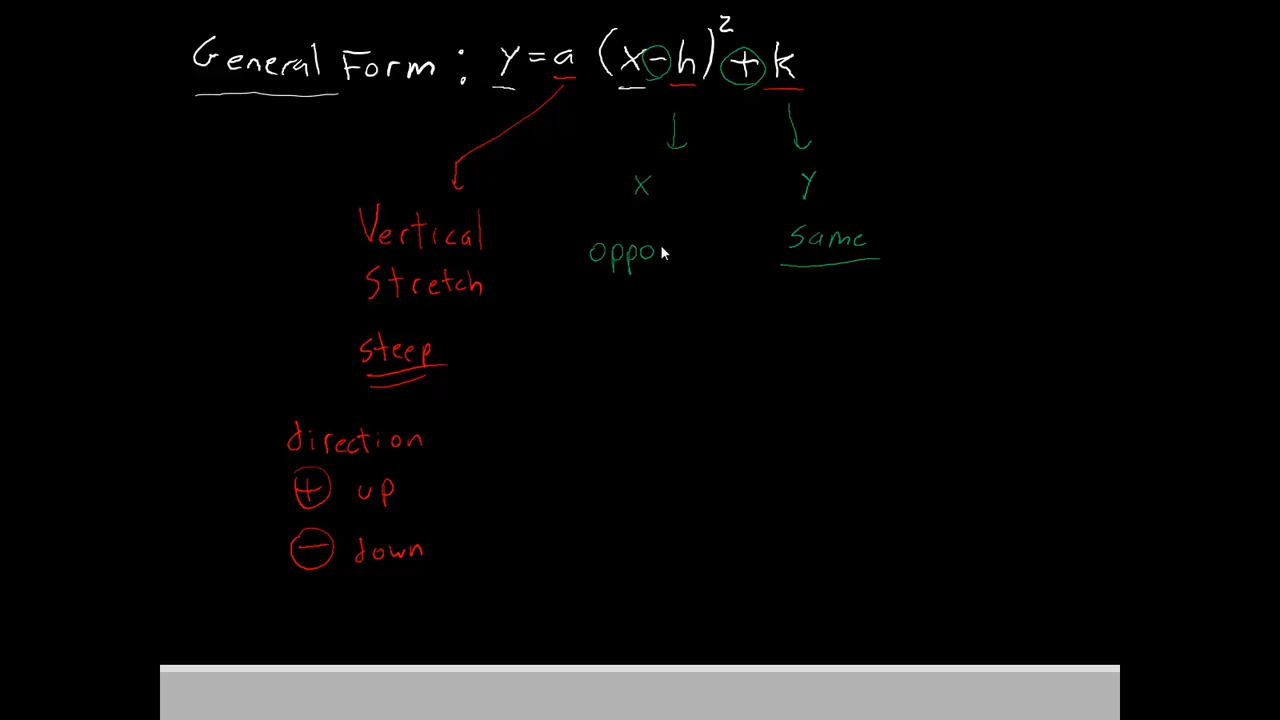 General Form : y = a (x - h)² + k
x y
Vertical oppo same
Stretch
steep
direction
+ up
- down